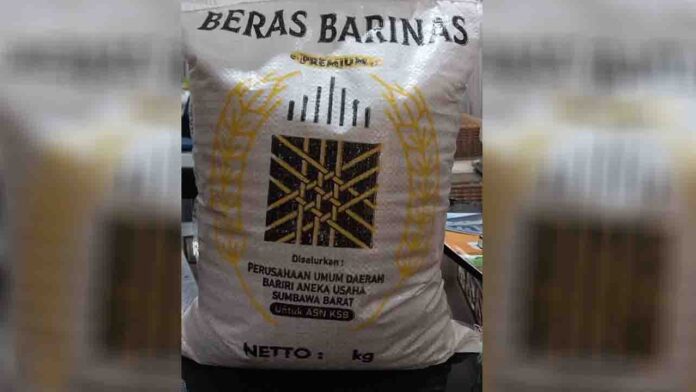 BERAS BARINAS
PREMIUM
Disalurkan :
PERUSAHAAN UMUM DAERAH
BARIRI ANEKA USAHA
SUMBAWA BARAT
Untuk ASN KSB
NETTO : kg